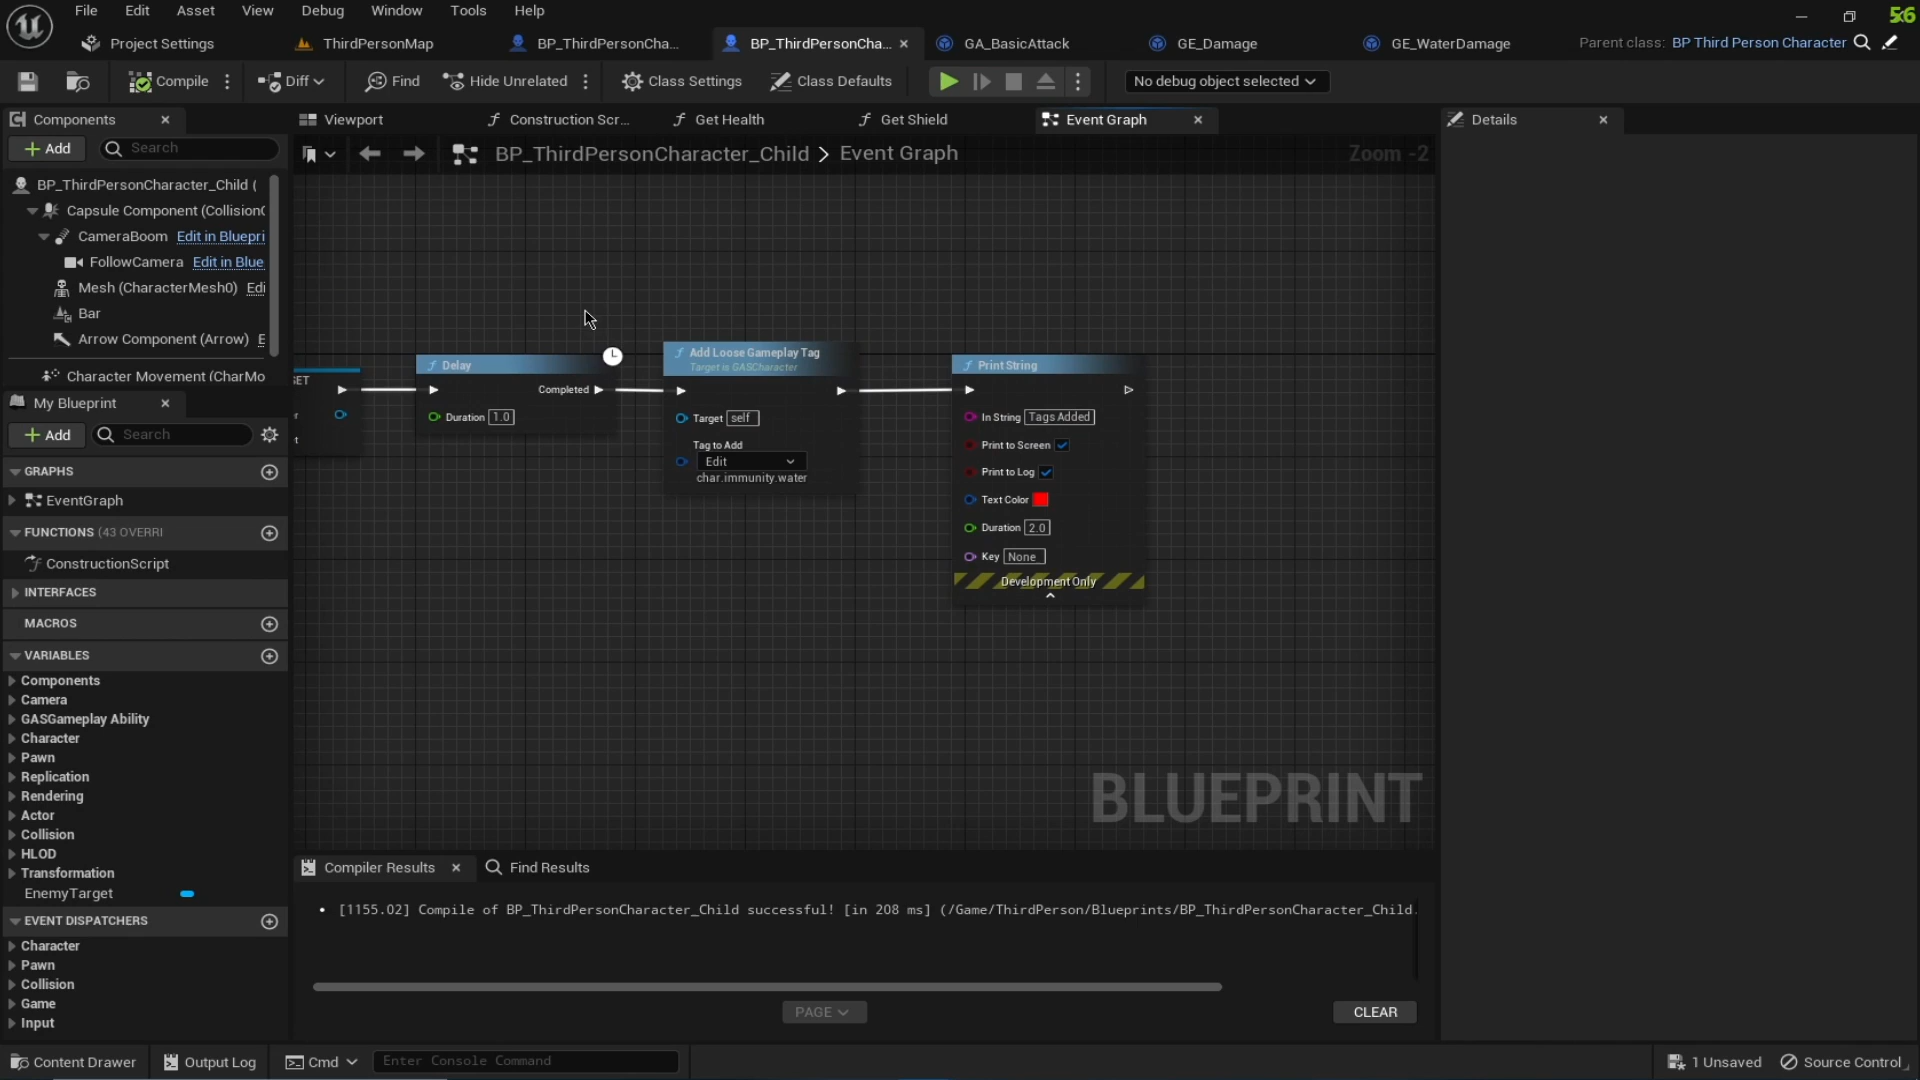 File Edit Asset View Debug Window Tools Help
56
Project Settings ThirdPersonMap BP_ThirdPersonCha... BP_ThirdPersonCha... GA_BasicAttack GE_Damage GE_WaterDamage Parent class: BP Third Person Character
Compile Diff Find Hide Unrelated Class Settings Class Defaults No debug object selected
Components Viewport Construction Scr... Get Health Get Shield Event Graph Details
Add Search
BP_ThirdPersonCharacter_Child > Event Graph Zoom -2
BP_ThirdPersonCharacter_Child (
Capsule Component (CollisionC
CameraBoom Edit in Bluepri
FollowCamera Edit in Blue
Mesh (CharacterMesh0) Edi
Bar
Arrow Component (Arrow) E
Character Movement (CharMo
My Blueprint
Add Search
GRAPHS
EventGraph
FUNCTIONS (43 OVERRI
ConstructionScript
INTERFACES
MACROS
VARIABLES
Components
Camera
GASGameplay Ability
Character
Pawn
Replication
Rendering
Actor
Collision
HLOD
Transformation
EnemyTarget
EVENT DISPATCHERS
Character
Pawn
Collision
Game
Input
SET
r
t
Delay
Completed
Duration 1.0
Add Loose Gameplay Tag
Target is GASCharacter
Target self
Tag to Add
Edit
char.immunity.water
Print String
In String Tags Added
Print to Screen
Print to Log
Text Color
Duration 2.0
Key None
Development Only
BLUEPRINT
Compiler Results Find Results
• [1155.02] Compile of BP_ThirdPersonCharacter_Child successful! [in 208 ms] (/Game/ThirdPerson/Blueprints/BP_ThirdPersonCharacter_Child.
PAGE CLEAR
Content Drawer Output Log Cmd Enter Console Command 1 Unsaved Source Control